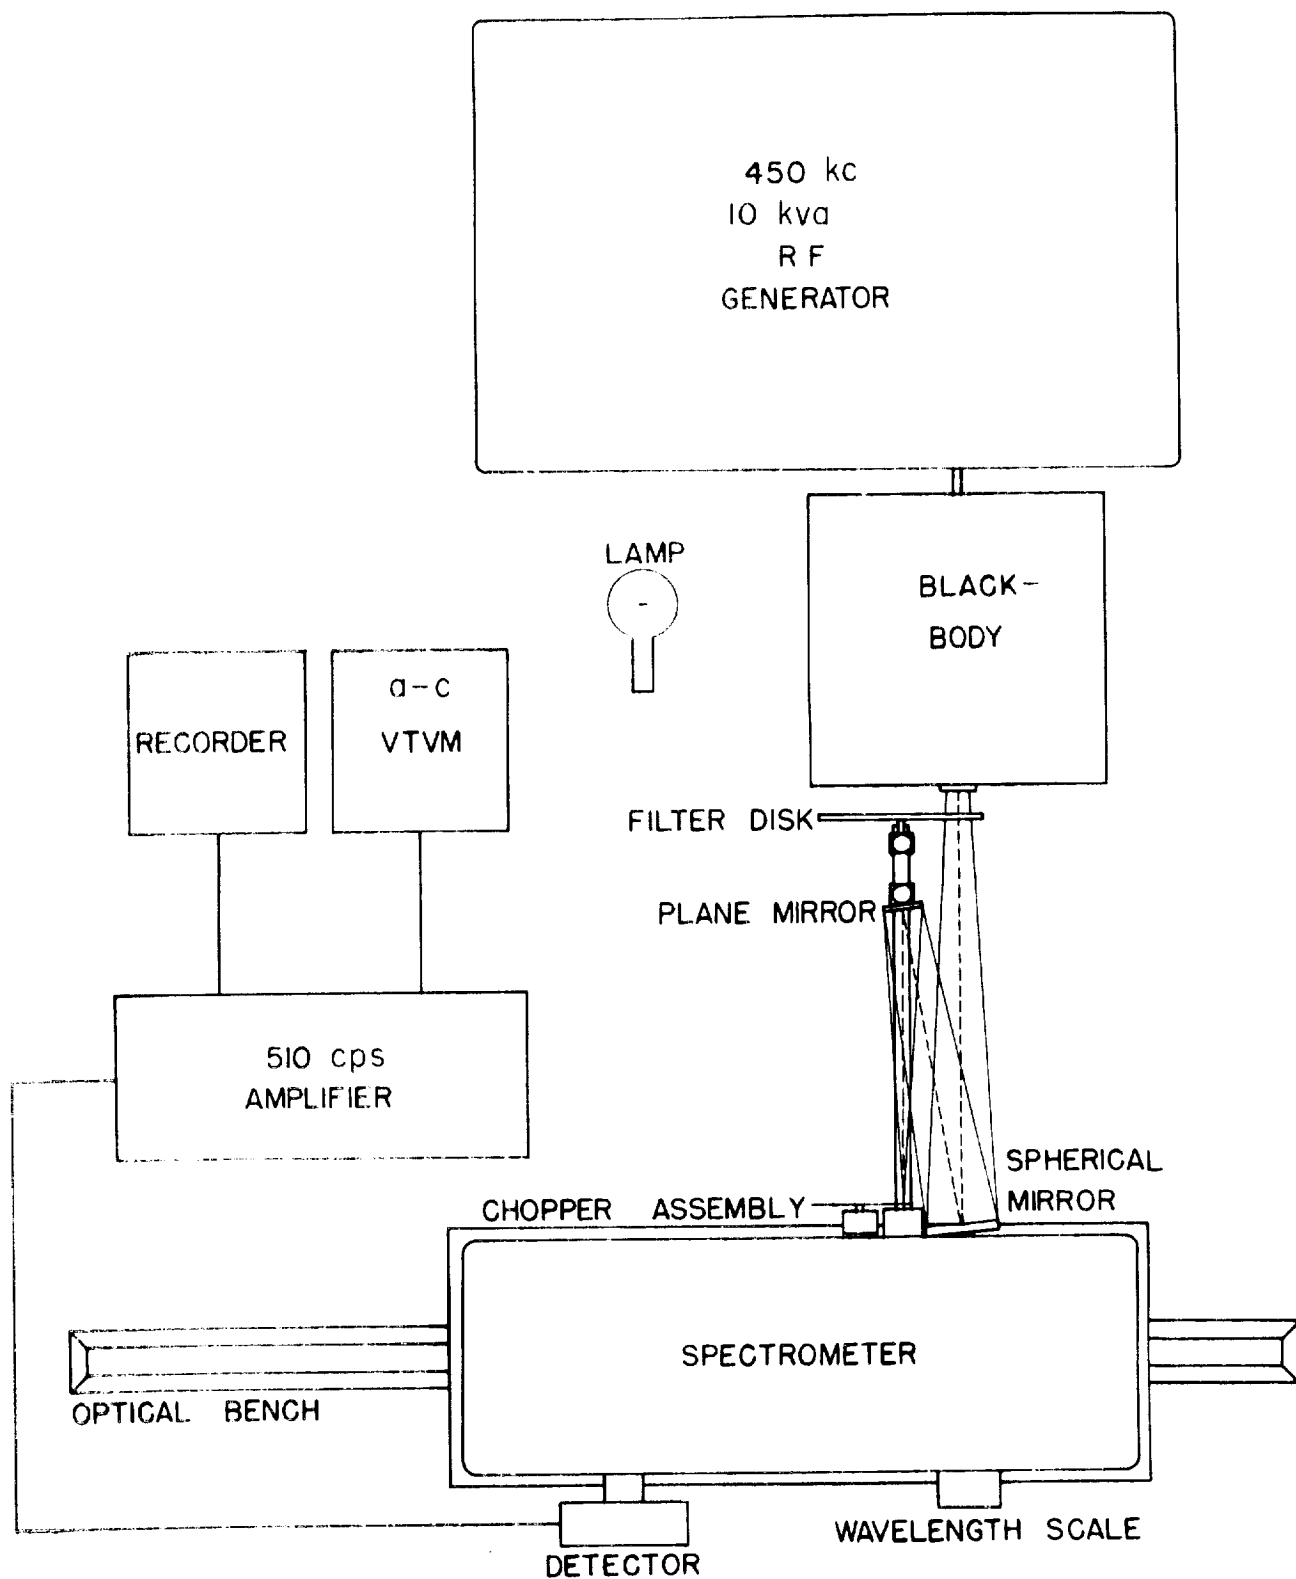 450 kc
10 kva
R F
GENERATOR
LAMP
BLACK-
BODY
RECORDER
a-c
VTVM
FILTER DISK
PLANE MIRROR
510 cps
AMPLIFIER
SPHERICAL
MIRROR
CHOPPER ASSEMBLY
SPECTROMETER
OPTICAL BENCH
WAVELENGTH SCALE
DETECTOR